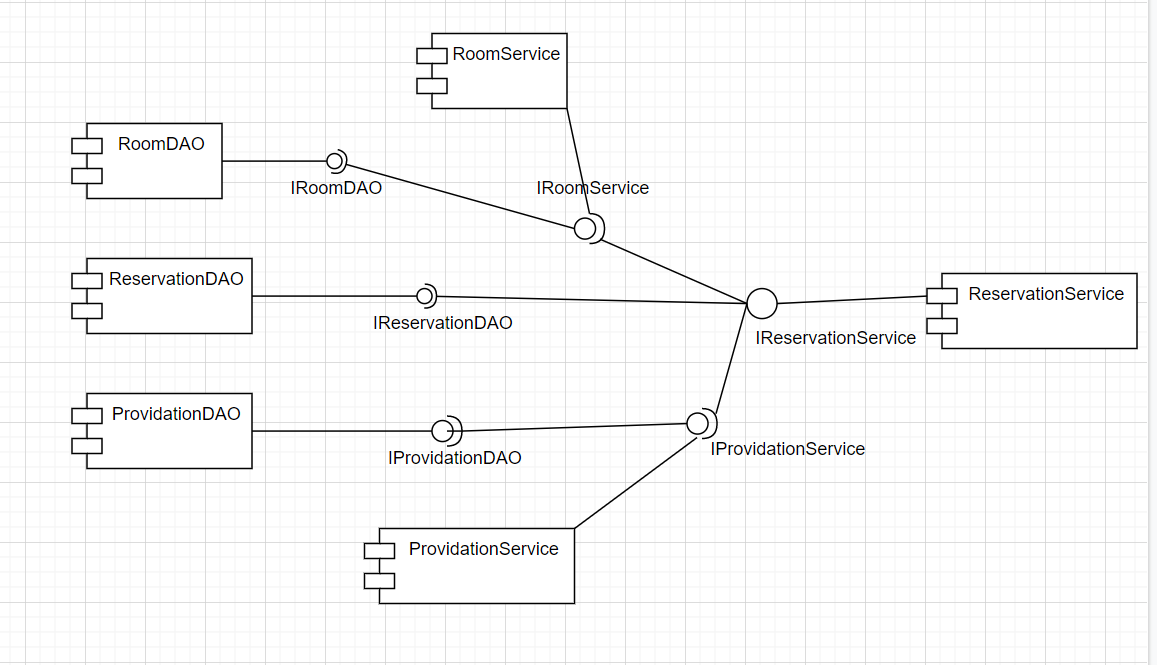 RoomService
RoomDAO
IRoomDAO
IRoomService
ReservationDAO
ReservationService
IReservationDAO
IReservationService
ProvidationDAO
IProvidationService
IProvidationDAO
ProvidationService